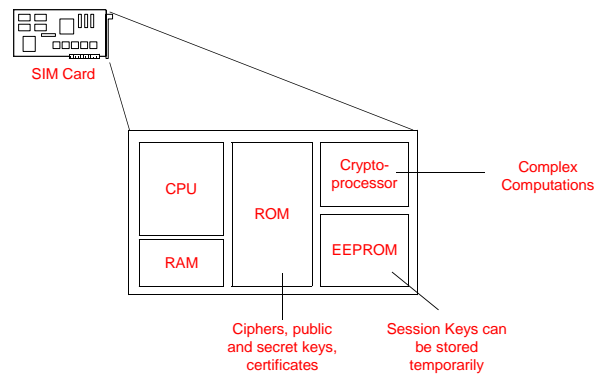 SIM Card
CPU
RAM
ROM
Crypto-
processor
EEPROM
Complex
Computations
Ciphers, public
and secret keys,
certificates
Session Keys can
be stored
temporarily